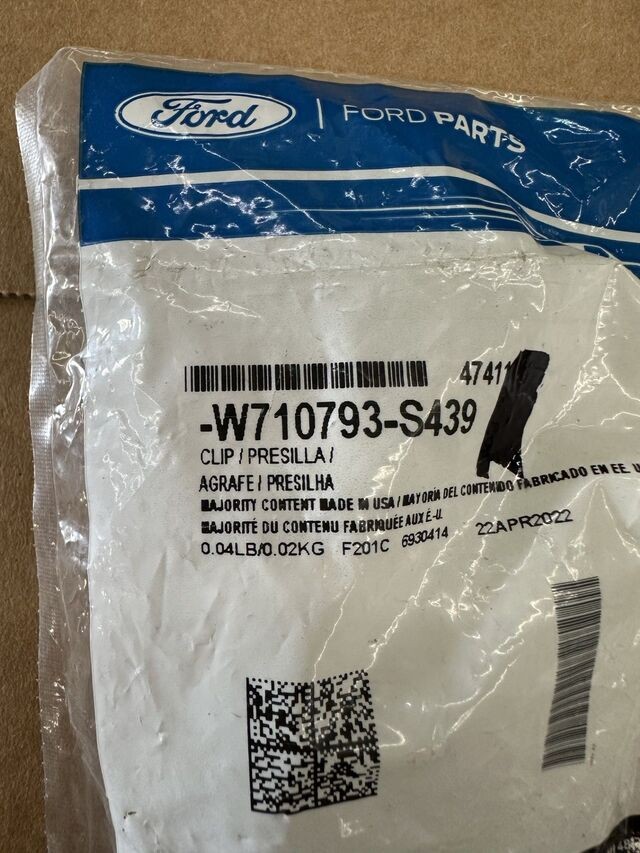 Ford | FORD PARTS
47411
-W710793-S439
CLIP / PRESILLA /
AGRAFE / PRESILHA
MAJORITY CONTENT MADE IN USA / MAYORIA DEL CONTENIDO FABRICADO EN EE. U
MAJORITÉ DU CONTENU FABRIQUÉE AUX É.-U.
0.04LB/0.02KG F201C 6930414 22APR2022